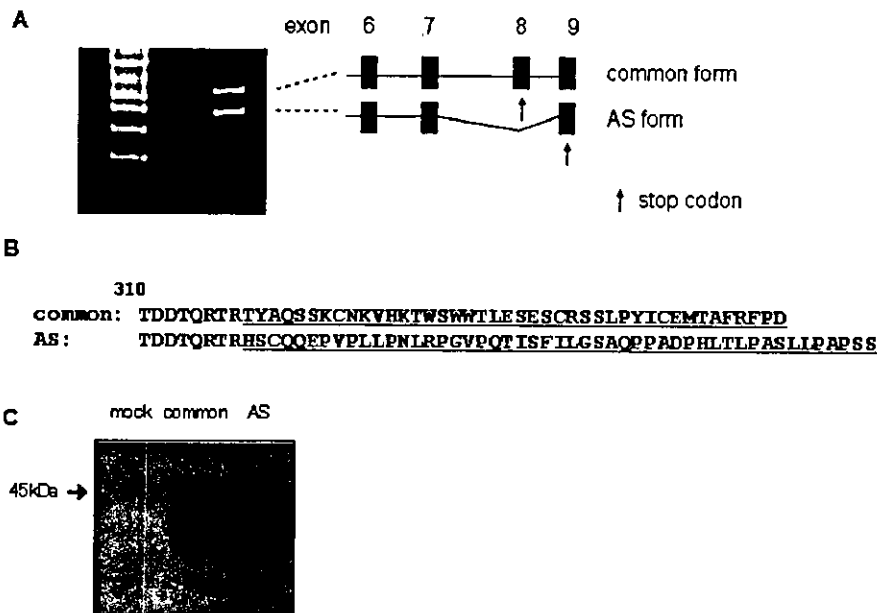 A
exon 6 7 8 9
common form
AS form
↑ stop codon
B
310
common: TDDTQRTRTYAQSSKCNKVHKTWSWWTLESESCRSSLPYICEMTAFRFPD
AS: TDDTQRTRHSCQQEPVPLLPNLRPGVPQTISFILGSAQPPADPHLTLPASLIPAPSS
C
mock common AS
45kDa →